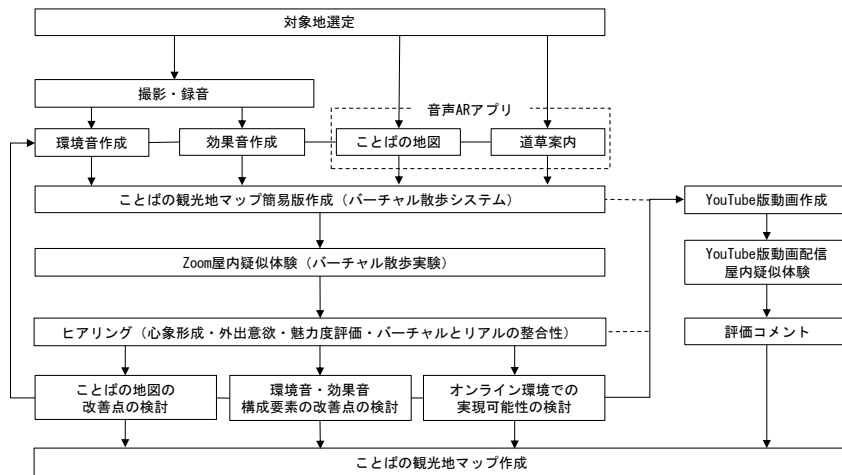 対象地選定
撮影・録音
音声ARアプリ
環境音作成
効果音作成
ことばの地図
道草案内
ことばの観光地マップ簡易版作成（バーチャル散歩システム）
YouTube版動画作成
Zoom屋内疑似体験（バーチャル散歩実験）
YouTube版動画配信
屋内疑似体験
ヒアリング（心象形成・外出意欲・魅力度評価・バーチャルとリアルの整合性）
評価コメント
ことばの地図の
改善点の検討
環境音・効果音
構成要素の改善点の検討
オンライン環境での
実現可能性の検討
ことばの観光地マップ作成